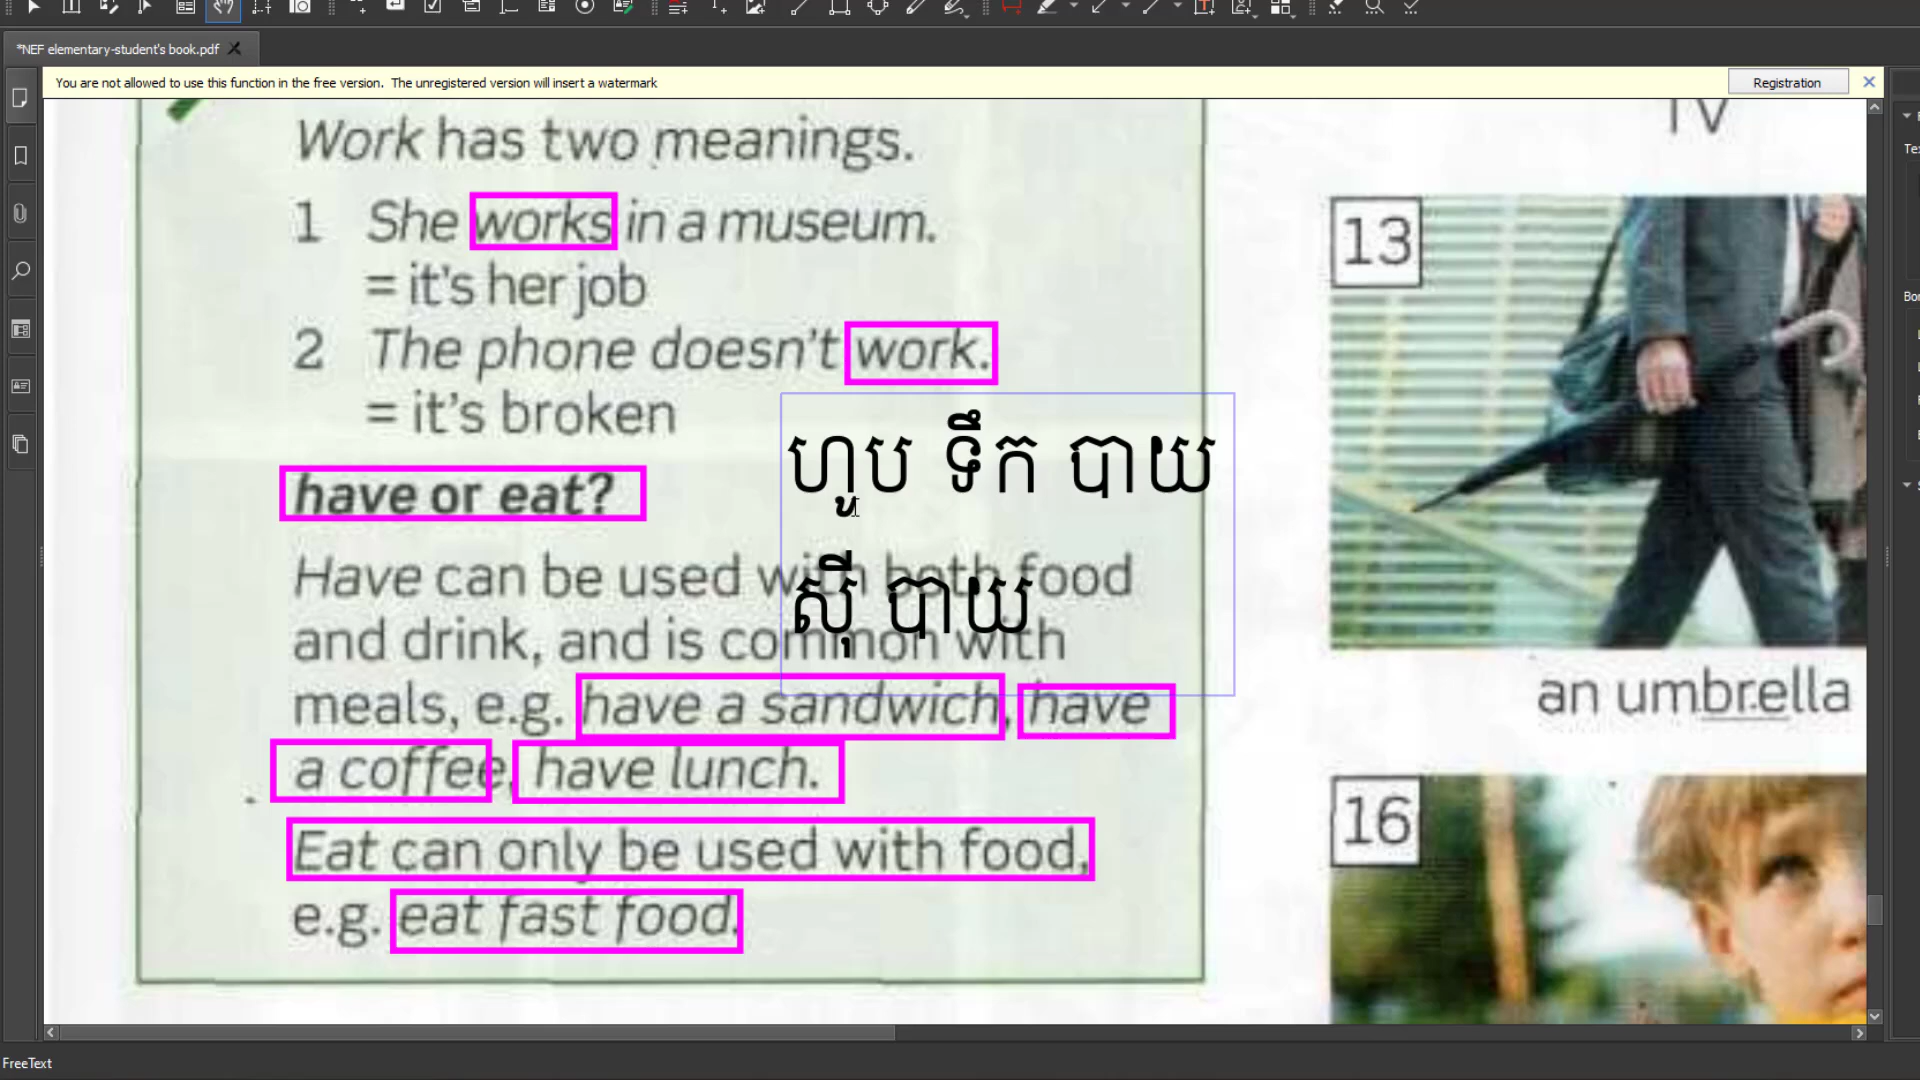 *NEF elementary-student's book.pdf
You are not allowed to use this function in the free version. The unregistered version will insert a watermark
Registration
Work has two meanings.
1 She works in a museum.
= it's her job
2 The phone doesn't work.
= it's broken
ហូប ទឹក បាយ
ស៊ី បាយ
have or eat?
Have can be used with both food
and drink, and is common with
meals, e.g. have a sandwich, have
a coffee, have lunch.
Eat can only be used with food,
e.g. eat fast food.
TV
13
an umbrella
16
FreeText